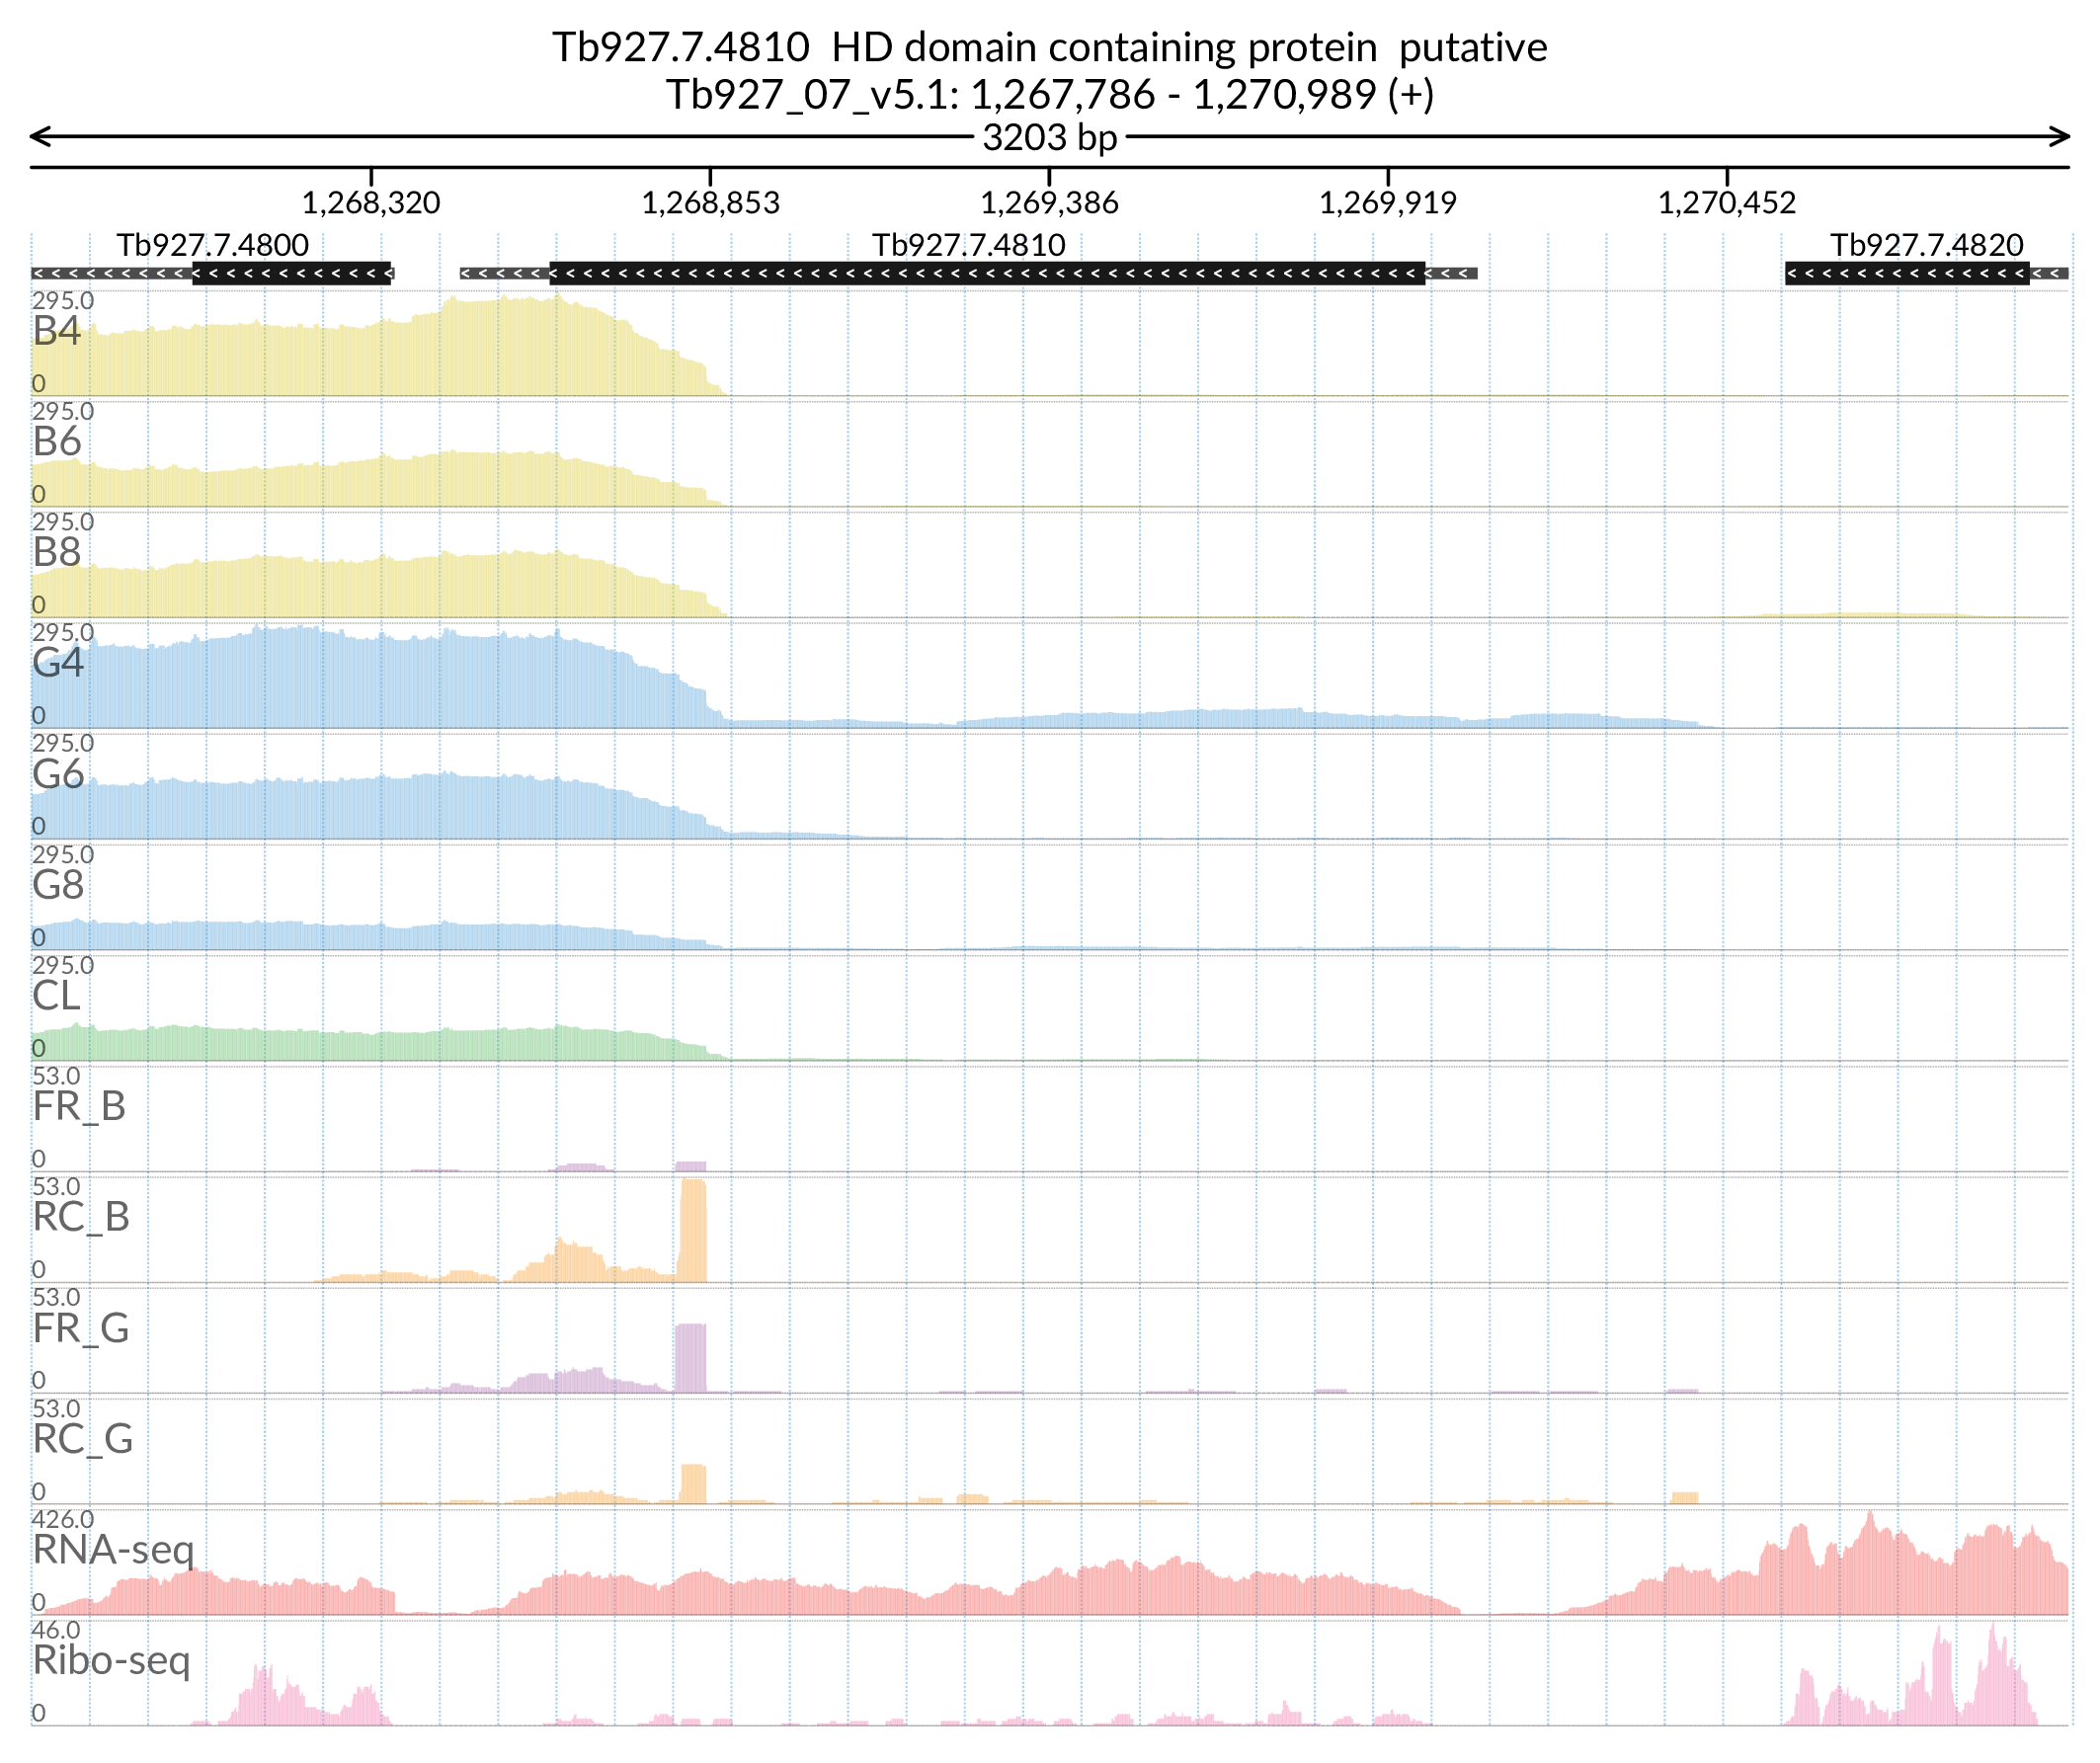 Tb927.7.4810  HD domain containing protein  putative
Tb927_07_v5.1: 1,267,786 - 1,270,989 (+)
3203 bp
1,268,320 1,268,853 1,269,386 1,269,919 1,270,452
Tb927.7.4800 Tb927.7.4810 Tb927.7.4820
295.0
B4
0
295.0
B6
0
295.0
B8
0
295.0
G4
0
295.0
G6
0
295.0
G8
0
295.0
CL
0
53.0
FR_B
0
53.0
RC_B
0
53.0
FR_G
0
53.0
RC_G
0
426.0
RNA-seq
0
46.0
Ribo-seq
0